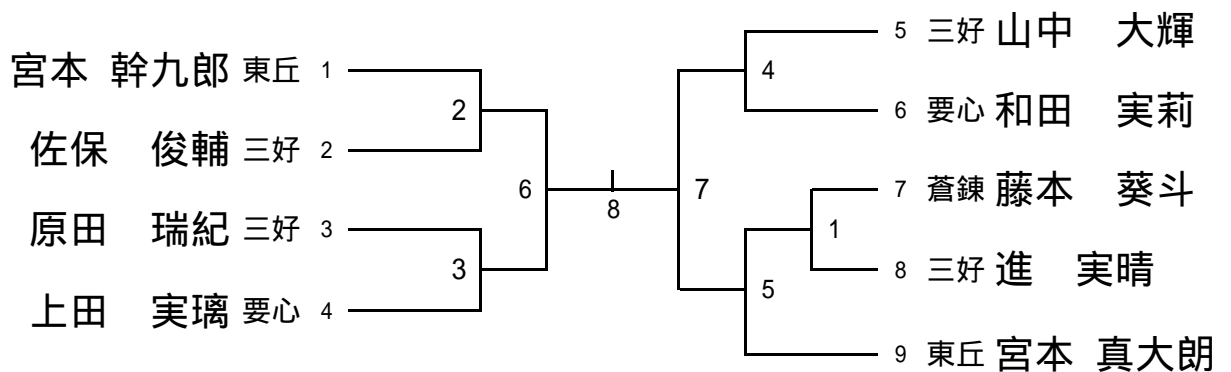 宮本 幹九郎 東丘 1
佐保 俊輔 三好 2
原田 瑞紀 三好 3
上田 実璃 要心 4
2
3
6
8
7
4
5
1
5 三好 山中 大輝
6 要心 和田 実莉
7 蒼錬 藤本 葵斗
8 三好 進 実晴
9 東丘 宮本 真大朗